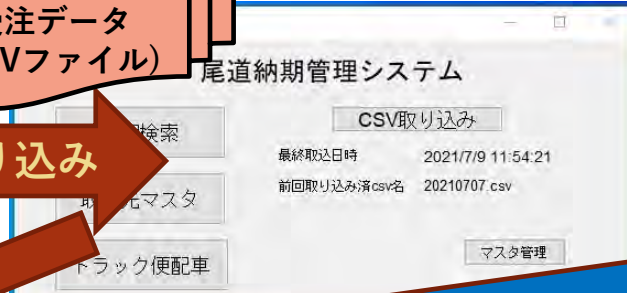 注データ
Vファイル)
尾道納期管理システム
り込み
検索
CSV取り込み
最終取込日時 2021/7/9 11:54:21
前回取り込み済csv名 20210707.csv
先マスタ
マスタ管理
トラック便配車